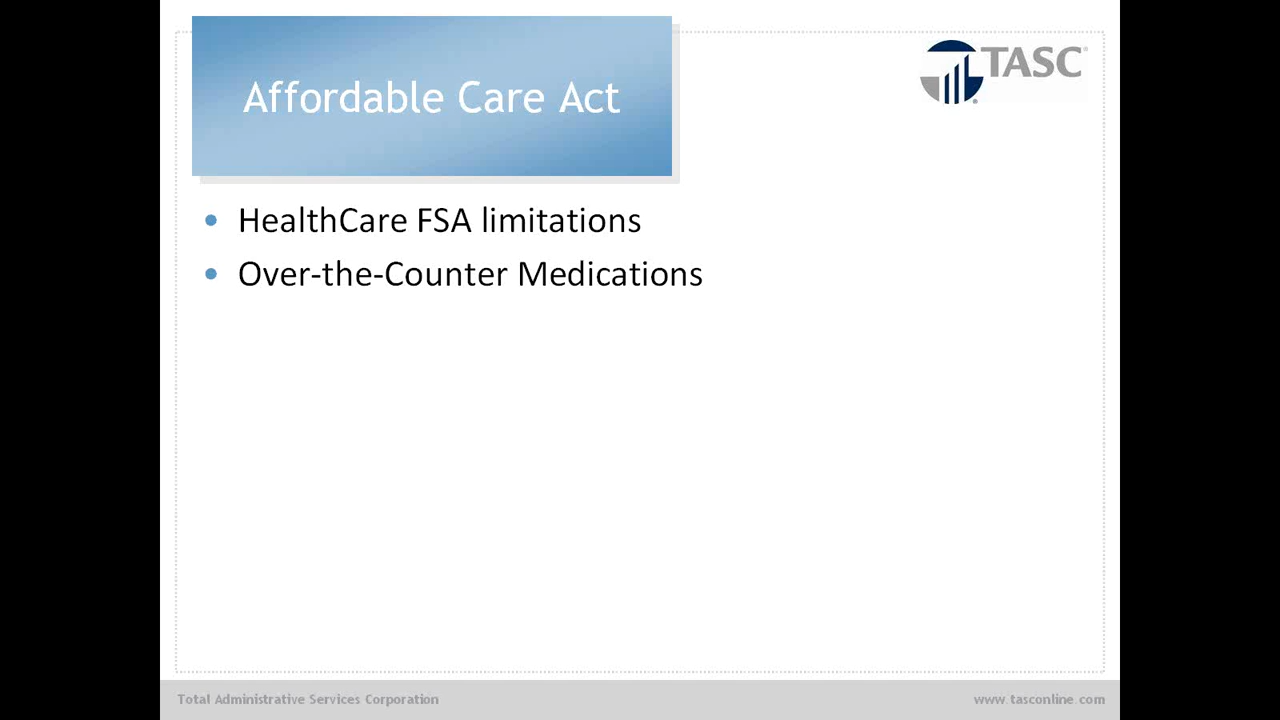 Affordable Care Act
TASC
• HealthCare FSA limitations
• Over-the-Counter Medications
Total Administrative Services Corporation
www.tasconline.com